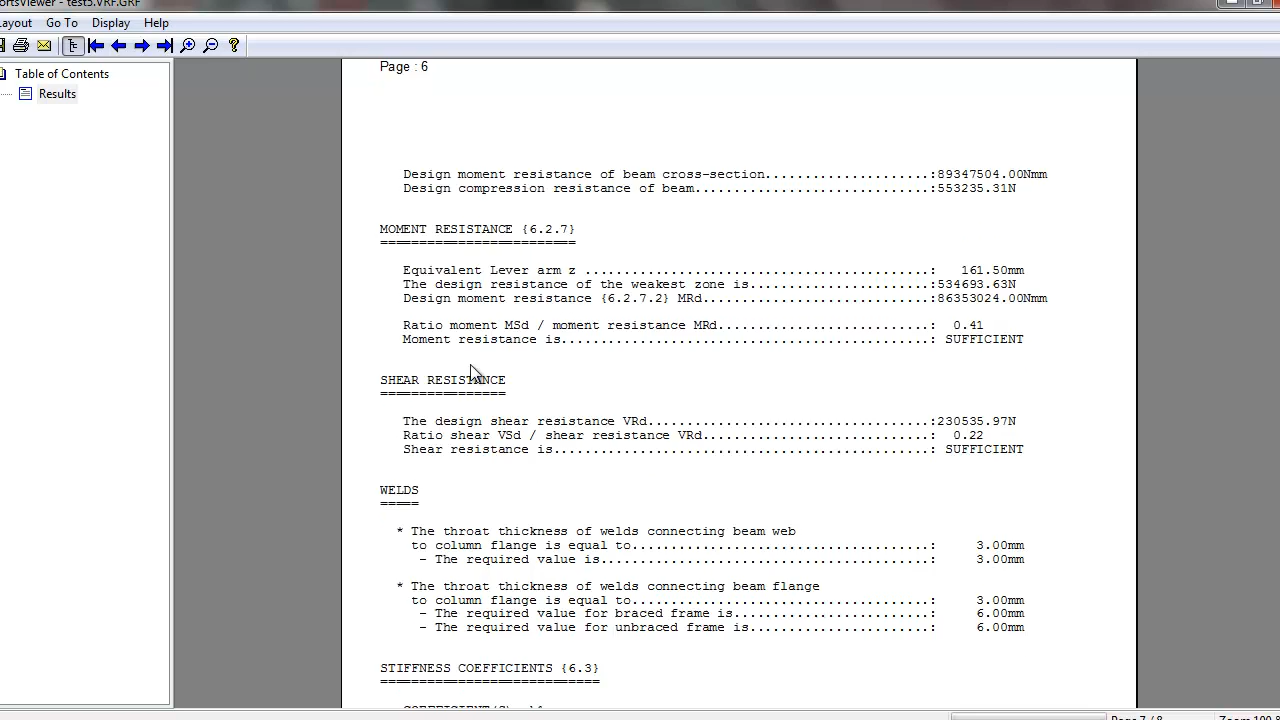 test5.VRF.GRF
Layout Go To Display Help
Table of Contents
Results
Page : 6
Design moment resistance of beam cross-section.....................:89347504.00Nmm
Design compression resistance of beam..............................:553235.31N
MOMENT RESISTANCE {6.2.7}
=========================
Equivalent Lever arm z ............................................: 161.50mm
The design resistance of the weakest zone is.......................:534693.63N
Design moment resistance {6.2.7.2} MRd.............................:86353024.00Nmm
Ratio moment MSd / moment resistance MRd...........................: 0.41
Moment resistance is...............................................: SUFFICIENT
SHEAR RESISTANCE
================
The design shear resistance VRd....................................:230535.97N
Ratio shear VSd / shear resistance VRd.............................: 0.22
Shear resistance is................................................: SUFFICIENT
WELDS
=====
* The throat thickness of welds connecting beam web
to column flange is equal to......................................: 3.00mm
- The required value is..........................................: 3.00mm
* The throat thickness of welds connecting beam flange
to column flange is equal to......................................: 3.00mm
- The required value for braced frame is.........................: 6.00mm
- The required value for unbraced frame is.......................: 6.00mm
STIFFNESS COEFFICIENTS {6.3}
============================
Page 7 / 8